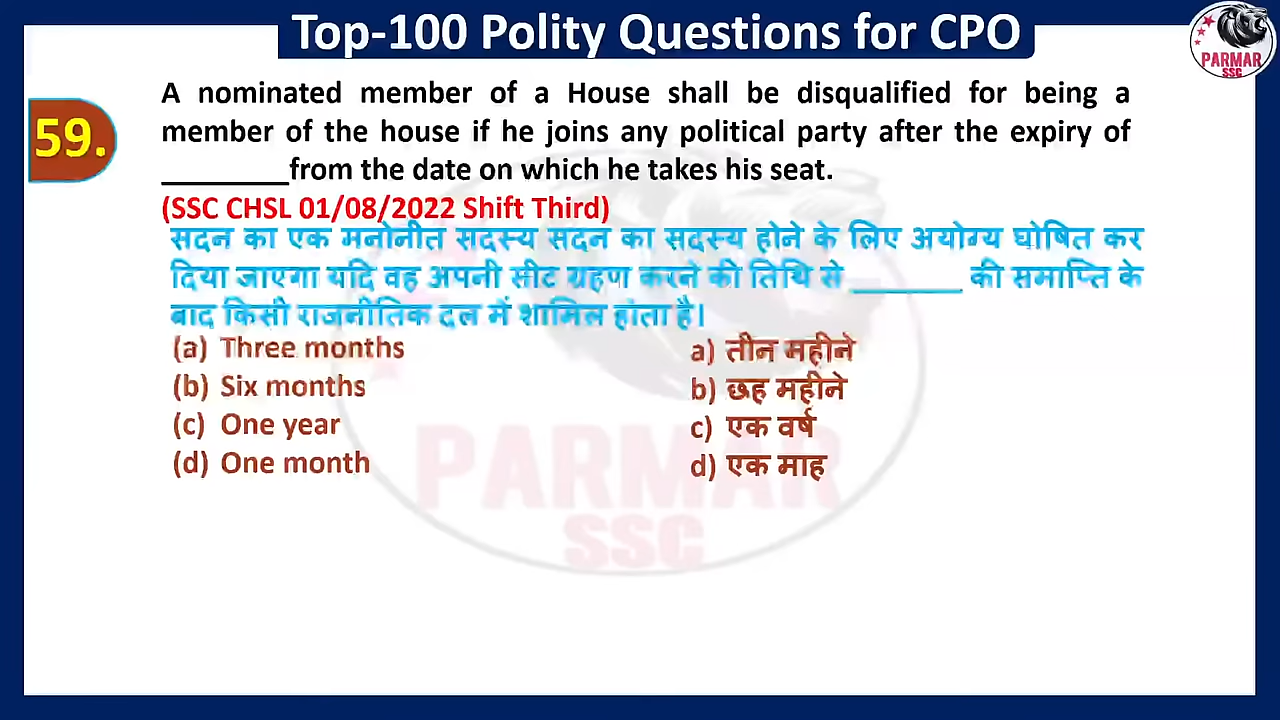 Top-100 Polity Questions for CPO
PARMAR
SSC
59.
A nominated member of a House shall be disqualified for being a
member of the house if he joins any political party after the expiry of
________from the date on which he takes his seat.
(SSC CHSL 01/08/2022 Shift Third)
सदन का एक मनोनीत सदस्य सदन का सदस्य होने के लिए अयोग्य घोषित कर
दिया जाएगा यदि वह अपनी सीट ग्रहण करने की तिथि से _______ की समाप्ति के
बाद किसी राजनीतिक दल में शामिल होता है।
(a) Three months
(b) Six months
(c) One year
(d) One month
a) तीन महीने
b) छह महीने
c) एक वर्ष
d) एक माह
PARMAR
SSC